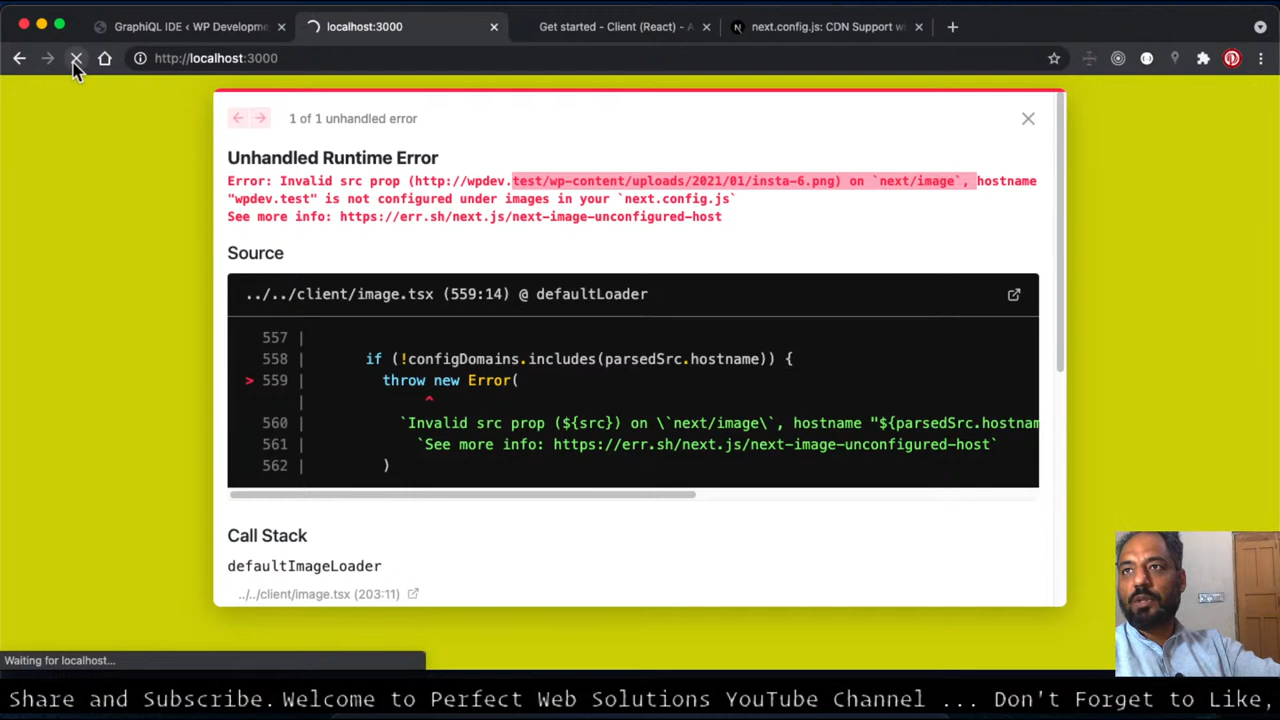 GraphiQL IDE ‹ WP Developmen
localhost:3000
Get started - Client (React) - A
next.config.js: CDN Support wi
http://localhost:3000
1 of 1 unhandled error
Unhandled Runtime Error
Error: Invalid src prop (http://wpdev.test/wp-content/uploads/2021/01/insta-6.png) on `next/image`, hostname
"wpdev.test" is not configured under images in your `next.config.js`
See more info: https://err.sh/next.js/next-image-unconfigured-host
Source
../../client/image.tsx (559:14) @ defaultLoader
557 |
558 | if (!configDomains.includes(parsedSrc.hostname)) {
> 559 | throw new Error(
| ^
560 | `Invalid src prop (${src}) on \`next/image\`, hostname "${parsedSrc.hostnam
561 | `See more info: https://err.sh/next.js/next-image-unconfigured-host`
562 | )
Call Stack
defaultImageLoader
../../client/image.tsx (203:11)
Waiting for localhost...
Share and Subscribe. Welcome to Perfect Web Solutions YouTube Channel ... Don't Forget to Like,